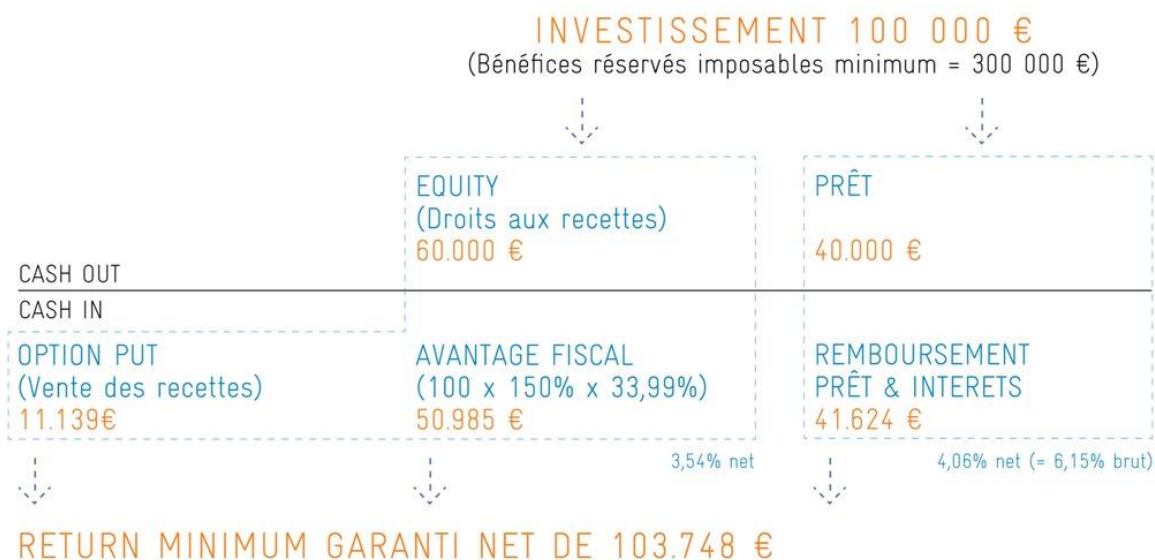 INVESTISSEMENT 100 000 €
(Bénéfices réservés imposables minimum = 300 000 €)
EQUITY
(Droits aux recettes)
60.000 €
PRÊT
40.000 €
CASH OUT
CASH IN
OPTION PUT
(Vente des recettes)
11.139€
AVANTAGE FISCAL
(100 x 150% x 33,99%)
50.985 €
REMBOURSEMENT
PRÊT & INTERETS
41.624 €
3,54% net
4,06% net (= 6,15% brut)
RETURN MINIMUM GARANTI NET DE 103.748 €